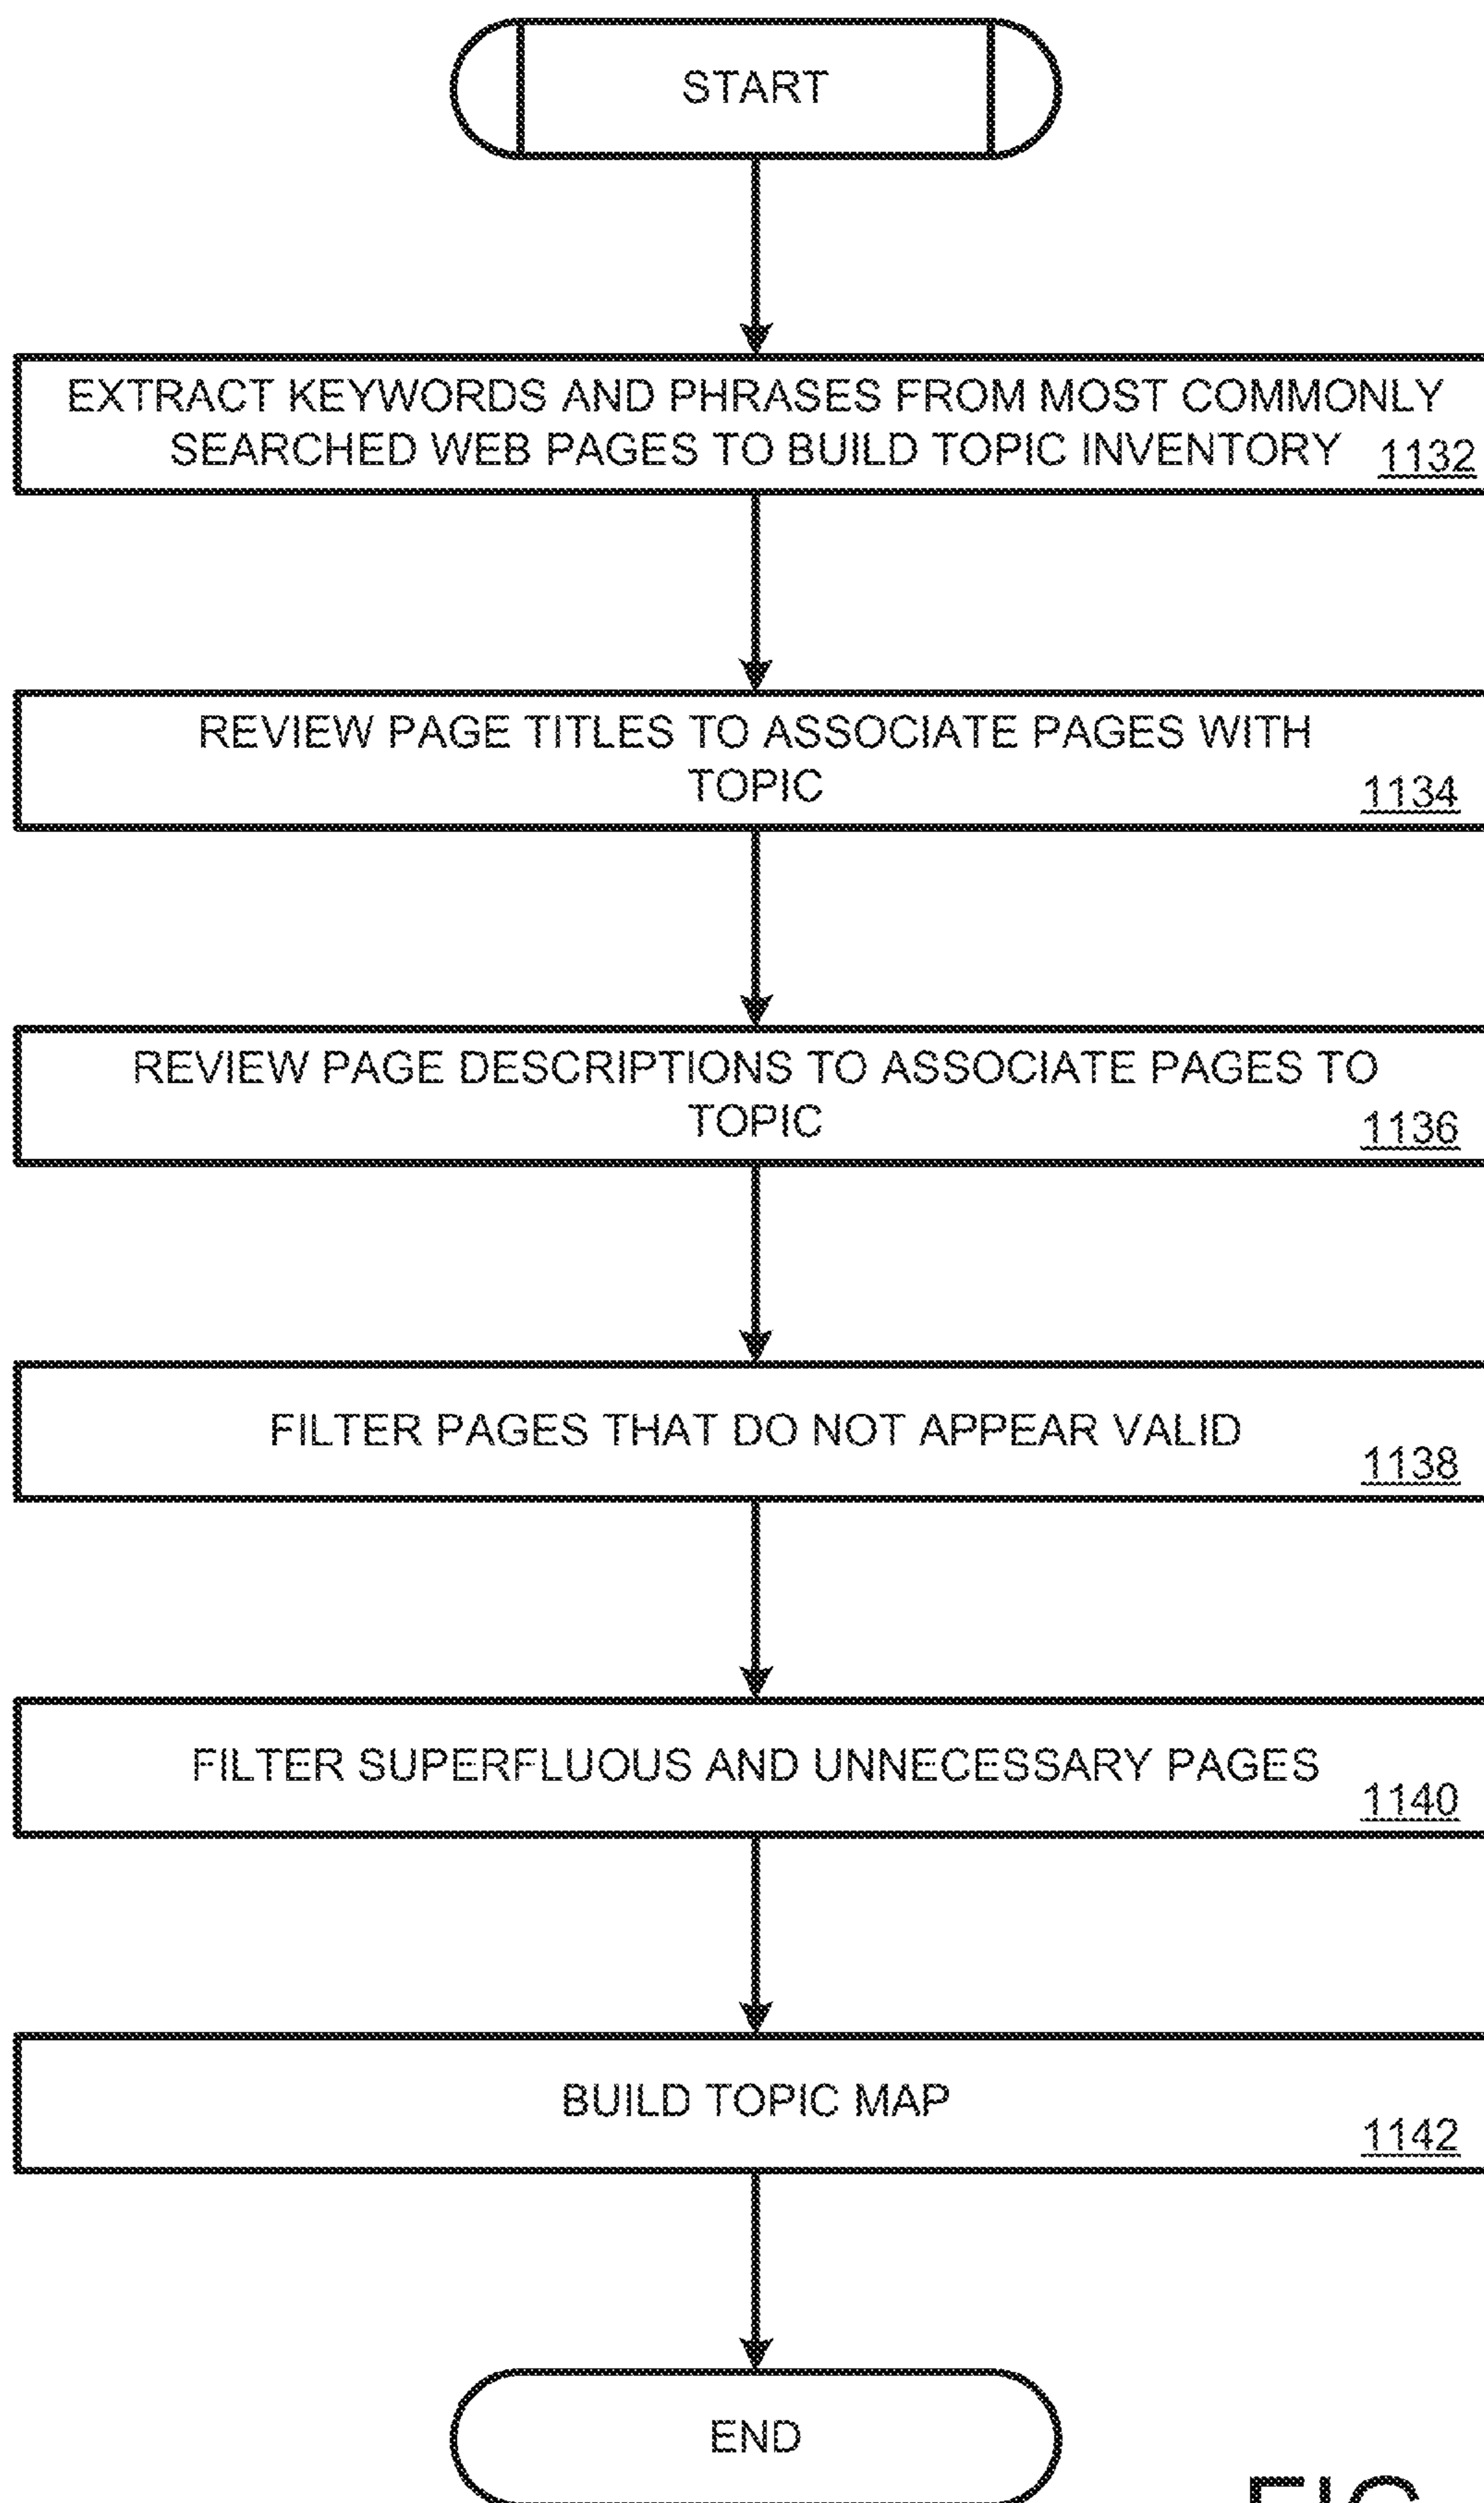 START
EXTRACT KEYWORDS AND PHRASES FROM MOST COMMONLY
SEARCHED WEB PAGES TO BUILD TOPIC INVENTORY 1132
REVIEW PAGE TITLES TO ASSOCIATE PAGES WITH
TOPIC 1134
REVIEW PAGE DESCRIPTIONS TO ASSOCIATE PAGES TO
TOPIC 1136
FILTER PAGES THAT DO NOT APPEAR VALID
1138
FILTER SUPERFLUOUS AND UNNECESSARY PAGES
1140
BUILD TOPIC MAP
1142
END